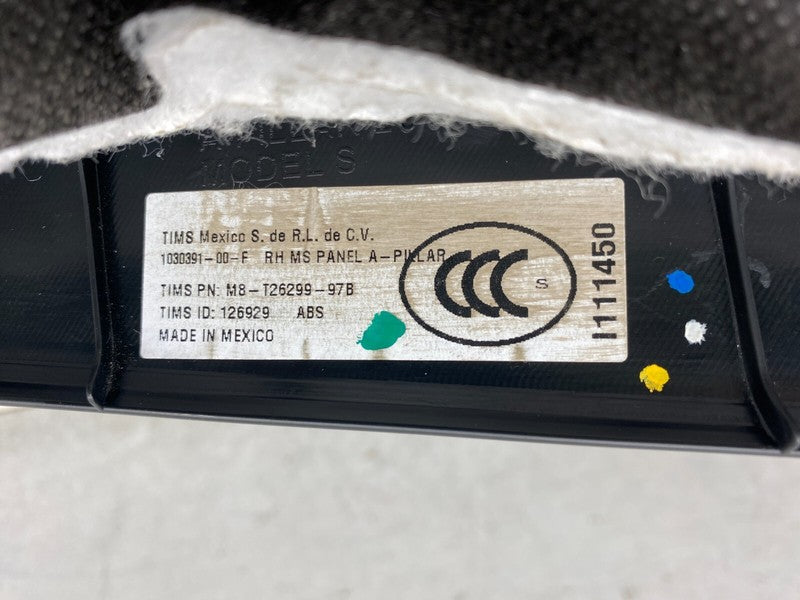 MODEL S
TIMS Mexico S. de R.L. de C.V.
1030391-00-F RH MS PANEL A-PILLAR
TIMS PN: M8-T26299-97B
TIMS ID: 126929 ABS
MADE IN MEXICO
CCC S
I111450